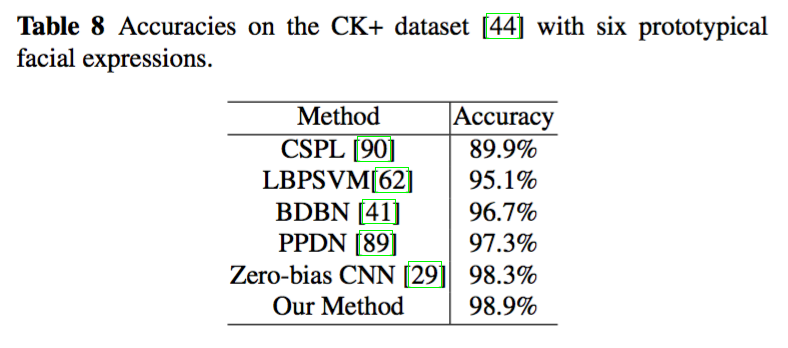 Table 8 Accuracies on the CK+ dataset [44] with six prototypical
facial expressions.
Method Accuracy
CSPL [90] 89.9%
LBPSVM[62] 95.1%
BDBN [41] 96.7%
PPDN [89] 97.3%
Zero-bias CNN [29] 98.3%
Our Method 98.9%